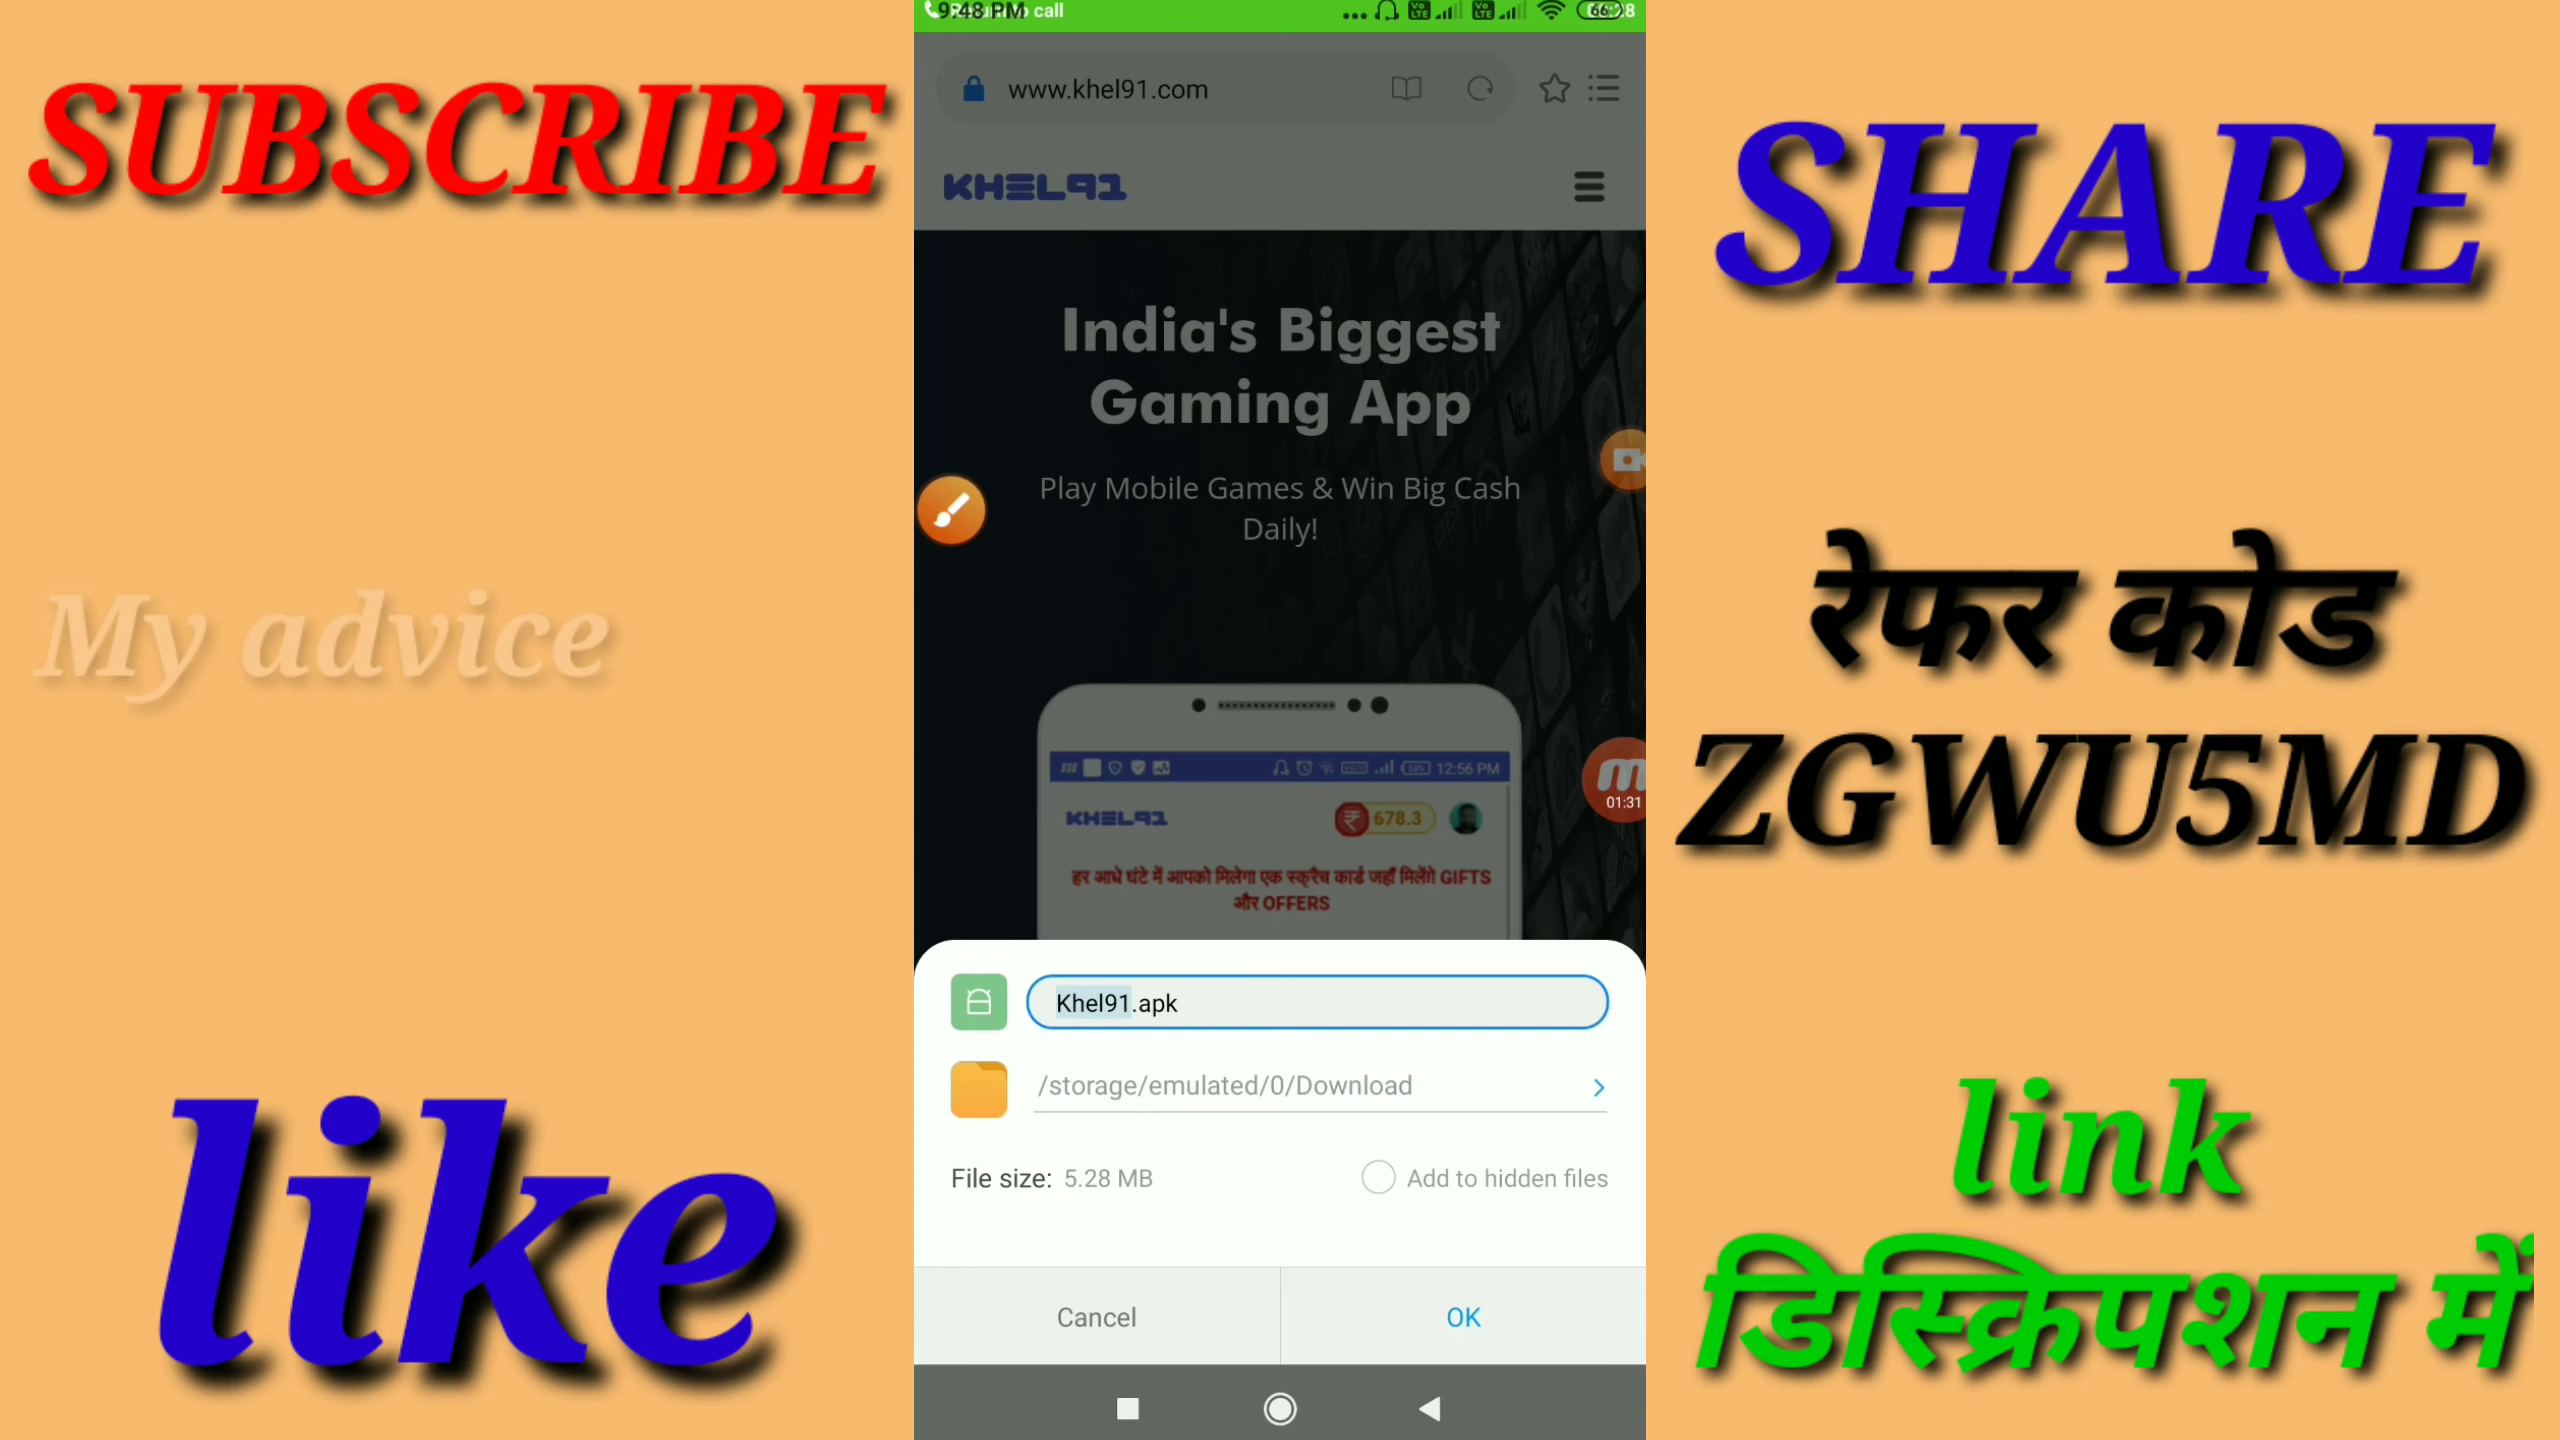 SUBSCRIBE
My advice
like
9:48 PM
call
66
www.khel91.com
KHEL91
India's Biggest
Gaming App
Play Mobile Games & Win Big Cash
Daily!
12:56 PM
KHEL91
678.3
हर आधे घंटे में आपको मिलेगा एक स्क्रैच कार्ड जहाँ मिलेंगे GIFTS
और OFFERS
01:31
Khel91.apk
/storage/emulated/0/Download
File size: 5.28 MB
Add to hidden files
Cancel
OK
SHARE
रेफर कोड
ZGWU5MD
link
डिस्क्रिपशन में